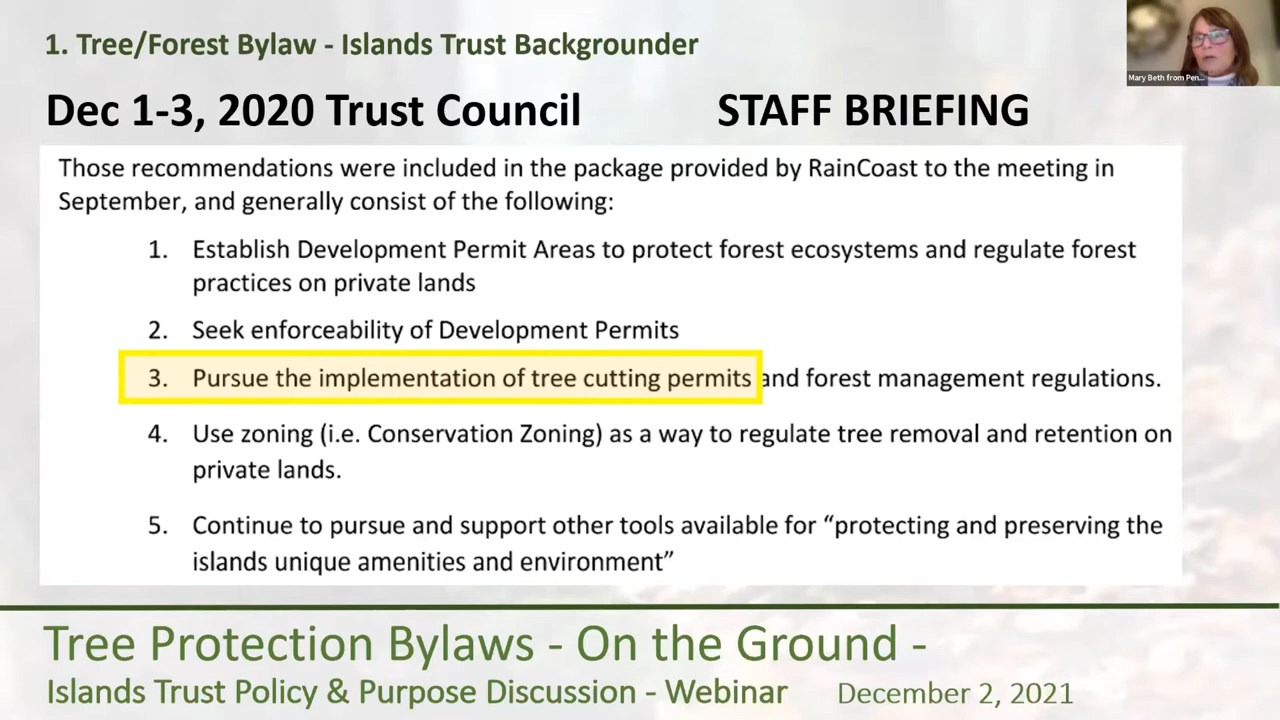 1. Tree/Forest Bylaw - Islands Trust Backgrounder
Mary Beth from Pen...
Dec 1-3, 2020 Trust Council STAFF BRIEFING
Those recommendations were included in the package provided by RainCoast to the meeting in
September, and generally consist of the following:
1. Establish Development Permit Areas to protect forest ecosystems and regulate forest
practices on private lands
2. Seek enforceability of Development Permits
3. Pursue the implementation of tree cutting permits and forest management regulations.
4. Use zoning (i.e. Conservation Zoning) as a way to regulate tree removal and retention on
private lands.
5. Continue to pursue and support other tools available for “protecting and preserving the
islands unique amenities and environment”
Tree Protection Bylaws - On the Ground -
Islands Trust Policy & Purpose Discussion - Webinar December 2, 2021